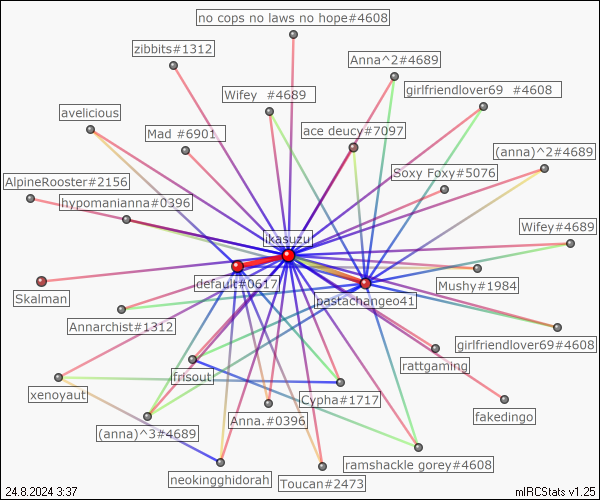 no cops no laws no hope#4608
zibbits#1312
Anna^2#4689
Wifey #4689
girlfriendlover69 #4608
avelicious
Mad #6901
ace deucy#7097
(anna)^2#4689
Soxy Foxy#5076
AlpineRooster#2156
hypomanianna#0396
Wifey#4689
ikasuzu
default#0617
Mushy#1984
Skalman
pastachangeo41
Annarchist#1312
girlfriendlover69#4608
rattgaming
frisout
xenoyaut
Cypha#1717
fakedingo
Anna.#0396
(anna)^3#4689
ramshackle gorey#4608
neokingghidorah
Toucan#2473
24.8.2024 3:37
mIRCStats v1.25